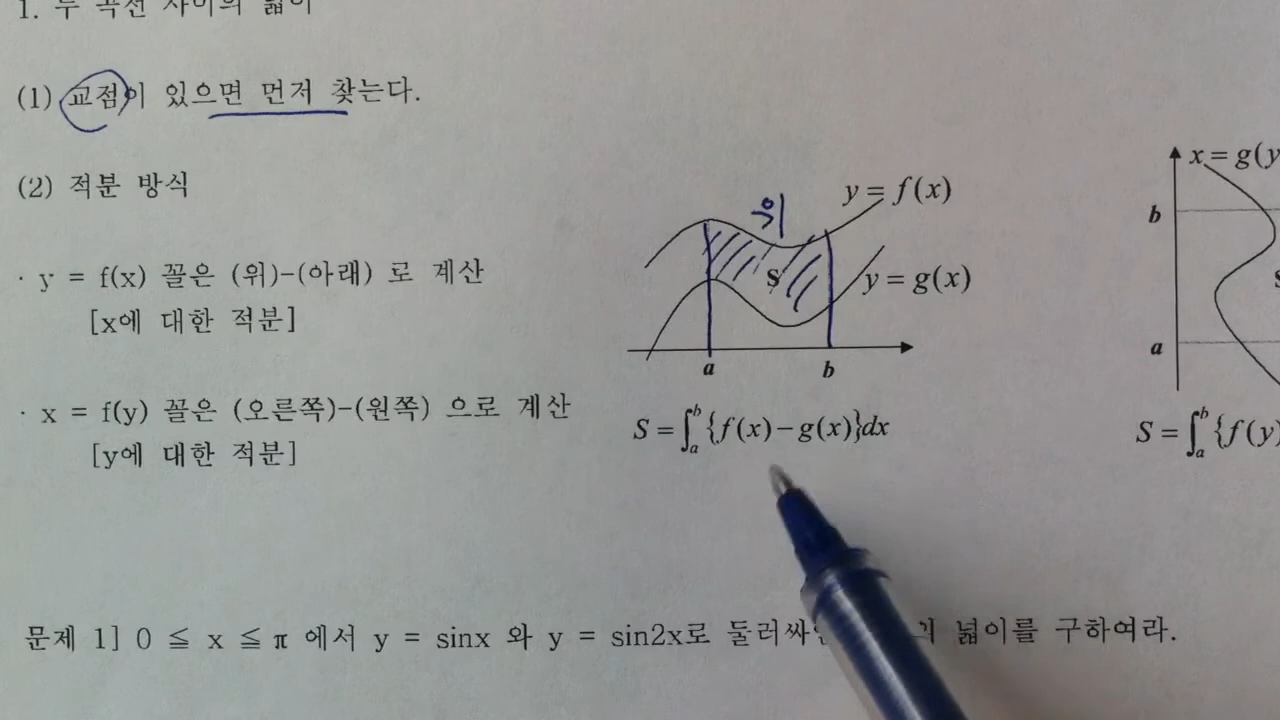 1. 두 곡선 사이의 넓이
(1) 교점이 있으면 먼저 찾는다.
(2) 적분 방식
· y = f(x) 꼴은 (위)-(아래) 로 계산
[x에 대한 적분]
· x = f(y) 꼴은 (오른쪽)-(왼쪽) 으로 계산
[y에 대한 적분]
위
y = f(x)
S
y = g(x)
a b
S = ∫_a^b {f(x) − g(x)}dx
x = g(y
b
a
S = ∫_a^b {f(y)
문제 1] 0 ≦ x ≦ π 에서 y = sinx 와 y = sin2x로 둘러싸 넓이를 구하여라.